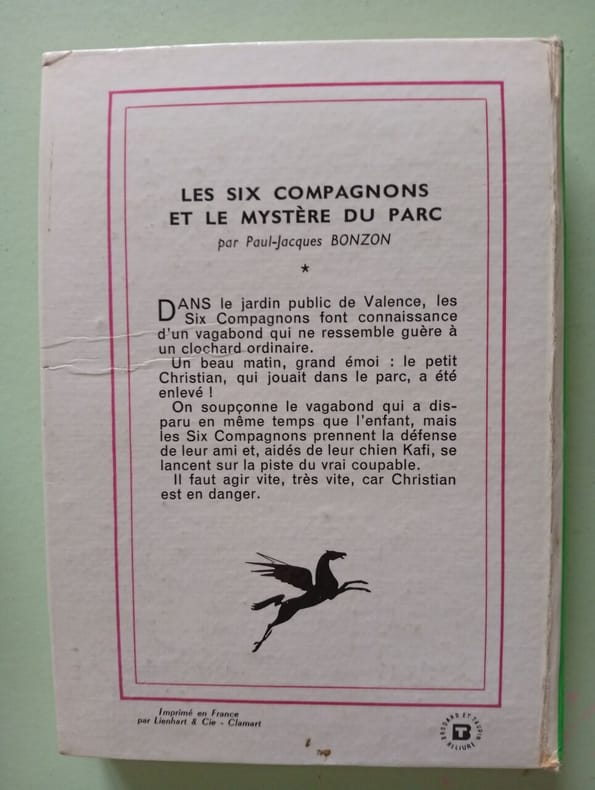 LES SIX COMPAGNONS
ET LE MYSTÈRE DU PARC
par Paul-Jacques BONZON
*
DANS le jardin public de Valence, les
Six Compagnons font connaissance
d'un vagabond qui ne ressemble guère à
un clochard ordinaire.
Un beau matin, grand émoi : le petit
Christian, qui jouait dans le parc, a été
enlevé !
On soupçonne le vagabond qui a dis-
paru en même temps que l'enfant, mais
les Six Compagnons prennent la défense
de leur ami et, aidés de leur chien Kafi, se
lancent sur la piste du vrai coupable.
Il faut agir vite, très vite, car Christian
est en danger.
Imprimé en France
par Lienhart & Cie - Clamart
BRODARD ET TAUPIN
RELIURE
BT